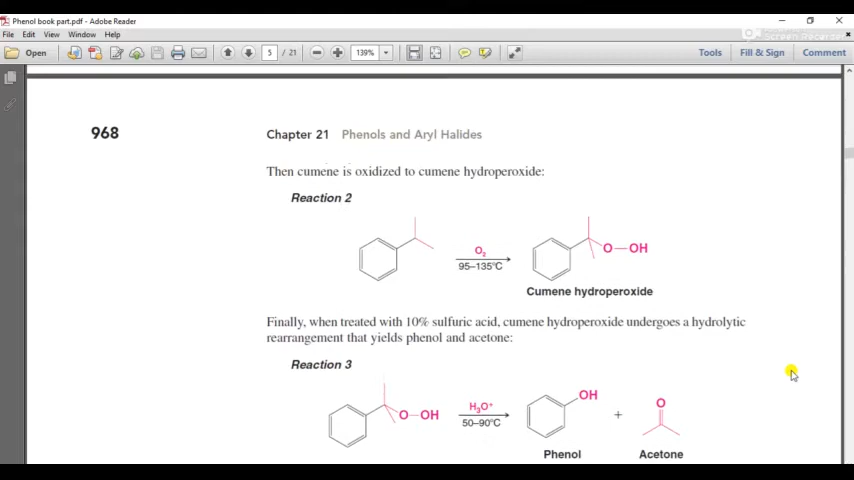 Phenol book part.pdf - Adobe Reader
File Edit View Window Help
Open 5 / 21 139% Tools Fill & Sign Comment
968 Chapter 21 Phenols and Aryl Halides
Then cumene is oxidized to cumene hydroperoxide:
Reaction 2
O₂
95–135°C
O—OH
Cumene hydroperoxide
Finally, when treated with 10% sulfuric acid, cumene hydroperoxide undergoes a hydrolytic
rearrangement that yields phenol and acetone:
Reaction 3
O—OH
H₃O⁺
50–90°C
OH
+
O
Phenol Acetone